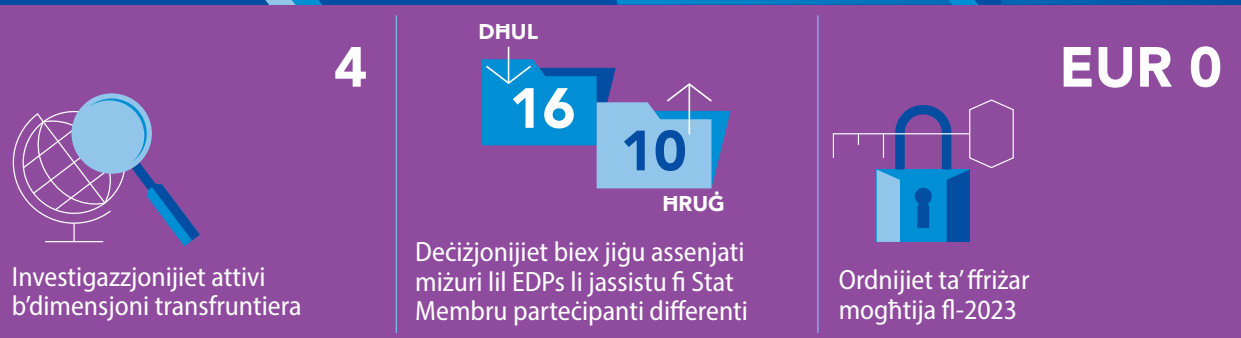 4
Investigazzjonijiet attivi
b'dimensjoni transfruntiera
DĦUL
16
10
ĦRUĠ
Deċiżjonijiet biex jiġu assenjati
miżuri lil EDPs li jassistu fi Stat
Membru parteċipanti differenti
EUR 0
Ordnijiet ta’ ffriżar
mogħtija fl-2023